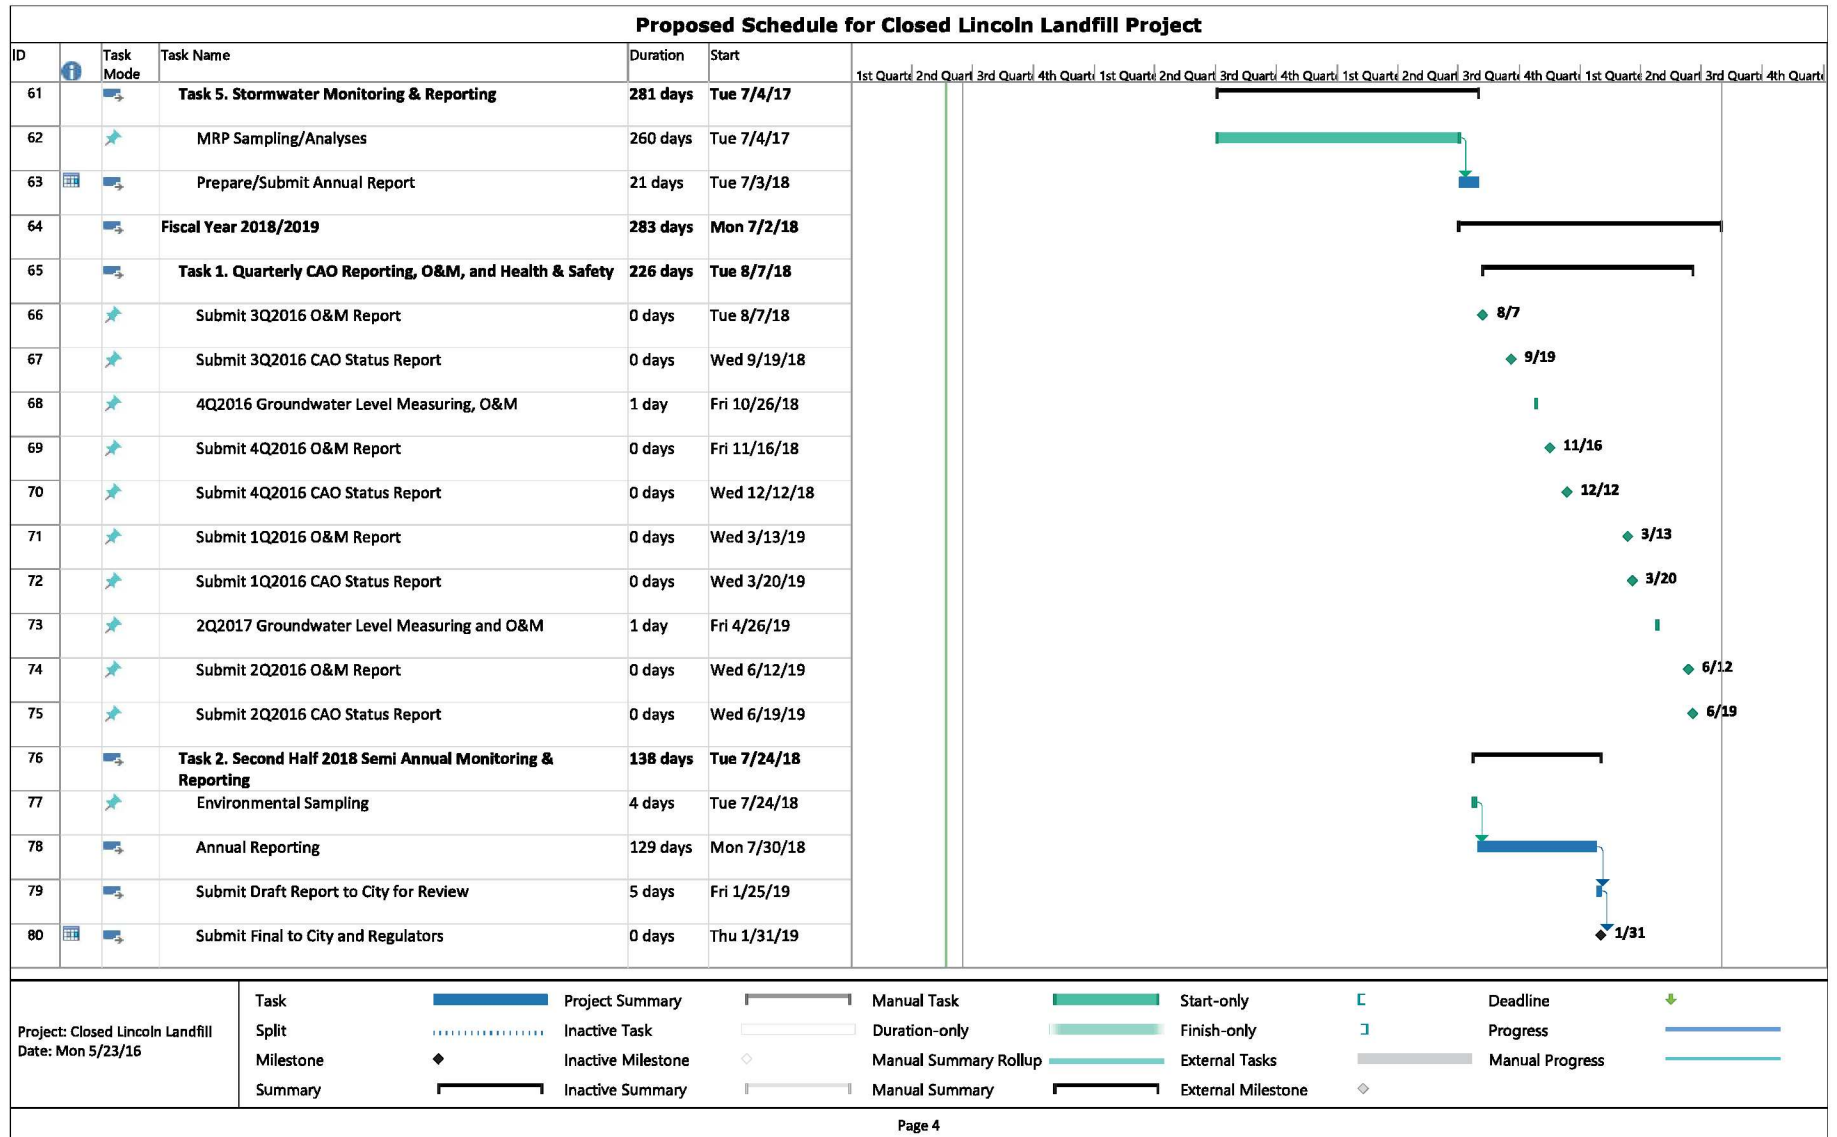 Proposed Schedule for Closed Lincoln Landfill Project
ID Task Mode Task Name Duration Start
1st Quarte 2nd Quart 3rd Quarte 4th Quarte 1st Quarte 2nd Quart 3rd Quarte 4th Quarte 1st Quarte 2nd Quart 3rd Quarte 4th Quarte 1st Quarte 2nd Quart 3rd Quarte 4th Quarte
61 Task 5. Stormwater Monitoring & Reporting 281 days Tue 7/4/17
62 MRP Sampling/Analyses 260 days Tue 7/4/17
63 Prepare/Submit Annual Report 21 days Tue 7/3/18
64 Fiscal Year 2018/2019 283 days Mon 7/2/18
65 Task 1. Quarterly CAO Reporting, O&M, and Health & Safety 226 days Tue 8/7/18
66 Submit 3Q2016 O&M Report 0 days Tue 8/7/18 8/7
67 Submit 3Q2016 CAO Status Report 0 days Wed 9/19/18 9/19
68 4Q2016 Groundwater Level Measuring, O&M 1 day Fri 10/26/18
69 Submit 4Q2016 O&M Report 0 days Fri 11/16/18 11/16
70 Submit 4Q2016 CAO Status Report 0 days Wed 12/12/18 12/12
71 Submit 1Q2016 O&M Report 0 days Wed 3/13/19 3/13
72 Submit 1Q2016 CAO Status Report 0 days Wed 3/20/19 3/20
73 2Q2017 Groundwater Level Measuring and O&M 1 day Fri 4/26/19
74 Submit 2Q2016 O&M Report 0 days Wed 6/12/19 6/12
75 Submit 2Q2016 CAO Status Report 0 days Wed 6/19/19 6/19
76 Task 2. Second Half 2018 Semi Annual Monitoring & 138 days Tue 7/24/18
Reporting
77 Environmental Sampling 4 days Tue 7/24/18
78 Annual Reporting 129 days Mon 7/30/18
79 Submit Draft Report to City for Review 5 days Fri 1/25/19
80 Submit Final to City and Regulators 0 days Thu 1/31/19 1/31
Project: Closed Lincoln Landfill
Date: Mon 5/23/16
Task Project Summary Manual Task Start-only Deadline
Split Inactive Task Duration-only Finish-only Progress
Milestone Inactive Milestone Manual Summary Rollup External Tasks Manual Progress
Summary Inactive Summary Manual Summary External Milestone
Page 4